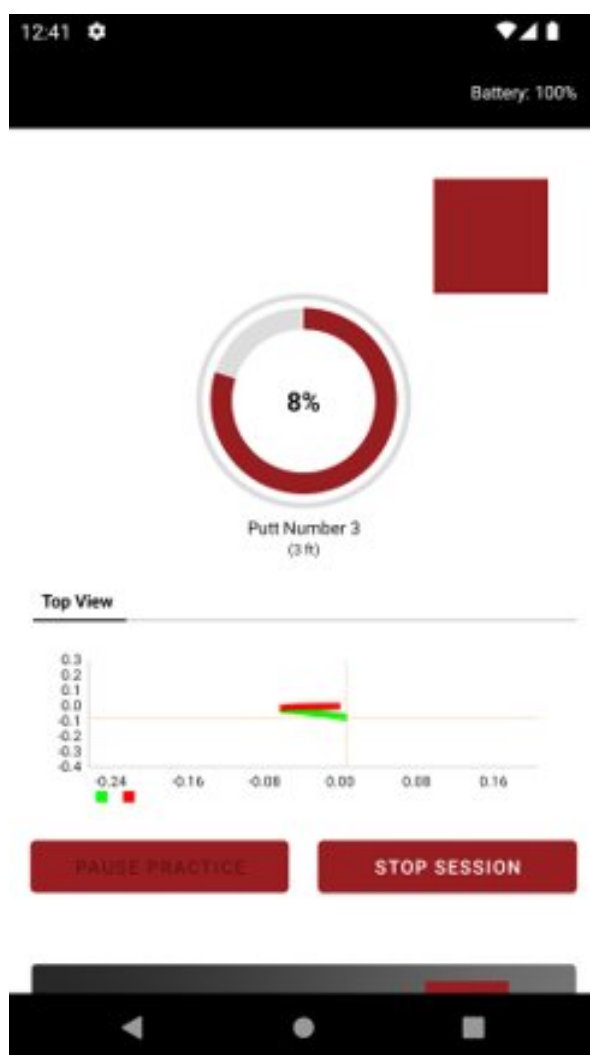 12:41
Battery: 100%
8%
Putt Number 3
(3 ft)
Top View
0.3
0.2
0.1
0.0
-0.1
-0.2
-0.3
-0.4
-0.24 -0.16 -0.08 0.00 0.08 0.16
PAUSE PRACTICE STOP SESSION